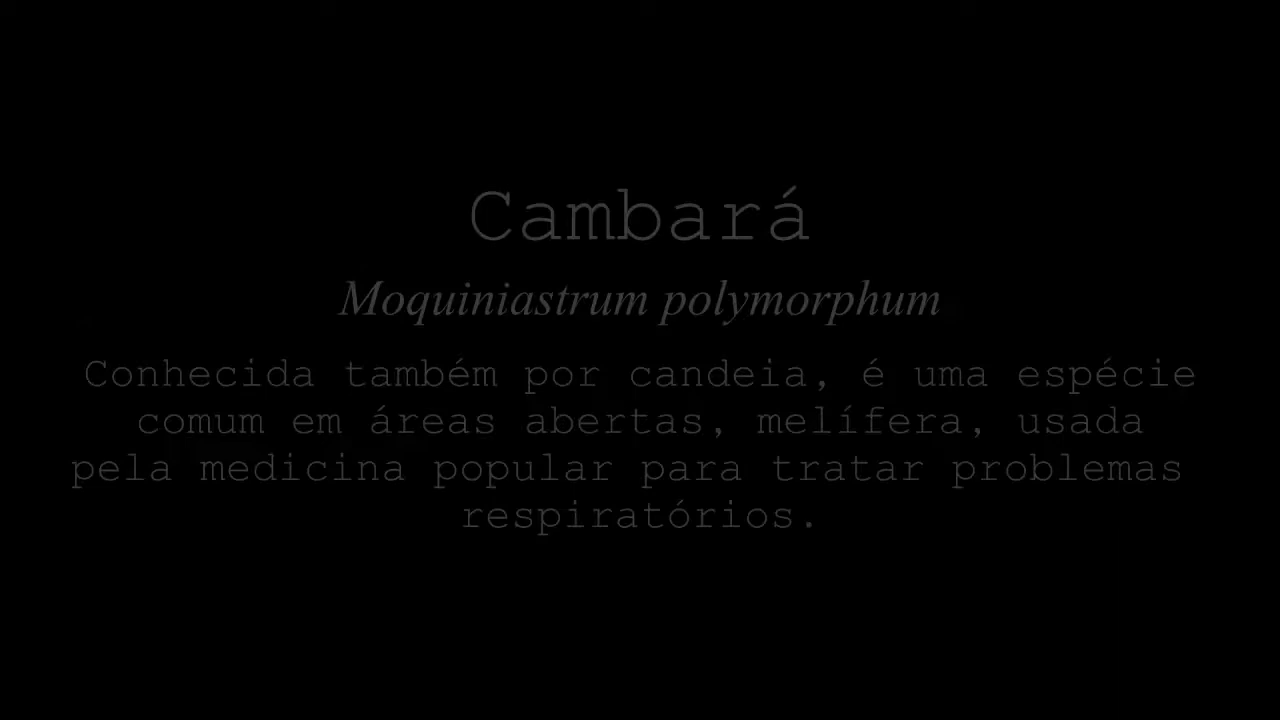 Cambará
Moquiniastrum polymorphum
Conhecida também por candeia, é uma espécie
comum em áreas abertas, melífera, usada
pela medicina popular para tratar problemas
respiratórios.